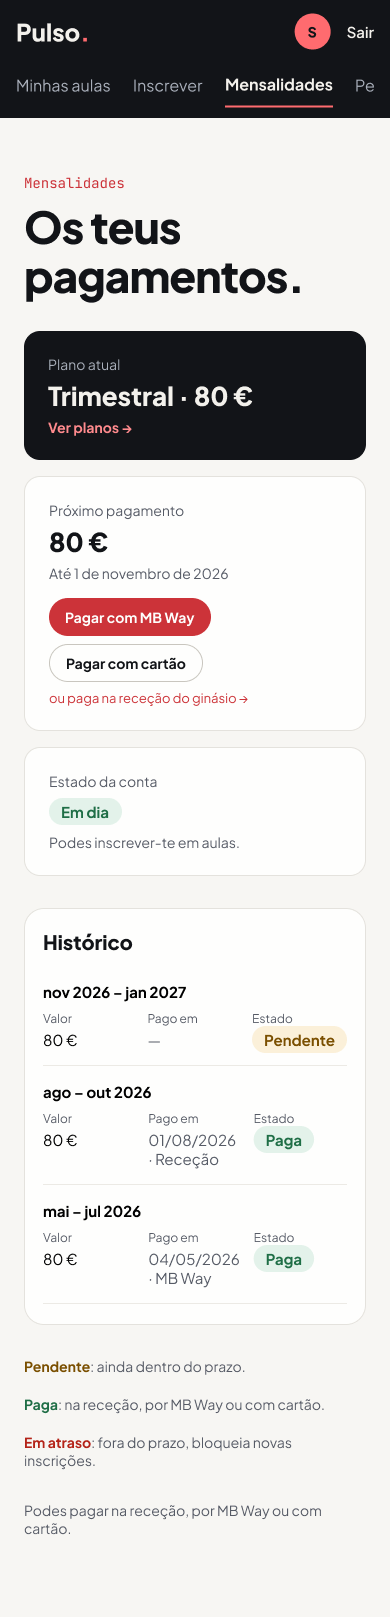 Pulso.
S
Sair
Minhas aulas
Inscrever
Mensalidades
Pe
Mensalidades
Os teus
pagamentos.
Plano atual
Trimestral · 80 €
Ver planos →
Próximo pagamento
80 €
Até 1 de novembro de 2026
Pagar com MB Way
Pagar com cartão
ou paga na receção do ginásio →
Estado da conta
Em dia
Podes inscrever-te em aulas.
Histórico
nov 2026 – jan 2027
Valor Pago em Estado
80 € — Pendente
ago – out 2026
Valor Pago em Estado
80 € 01/08/2026 Paga
· Receção
mai – jul 2026
Valor Pago em Estado
80 € 04/05/2026 Paga
· MB Way
Pendente: ainda dentro do prazo.
Paga: na receção, por MB Way ou com cartão.
Em atraso: fora do prazo, bloqueia novas
inscrições.
Podes pagar na receção, por MB Way ou com
cartão.